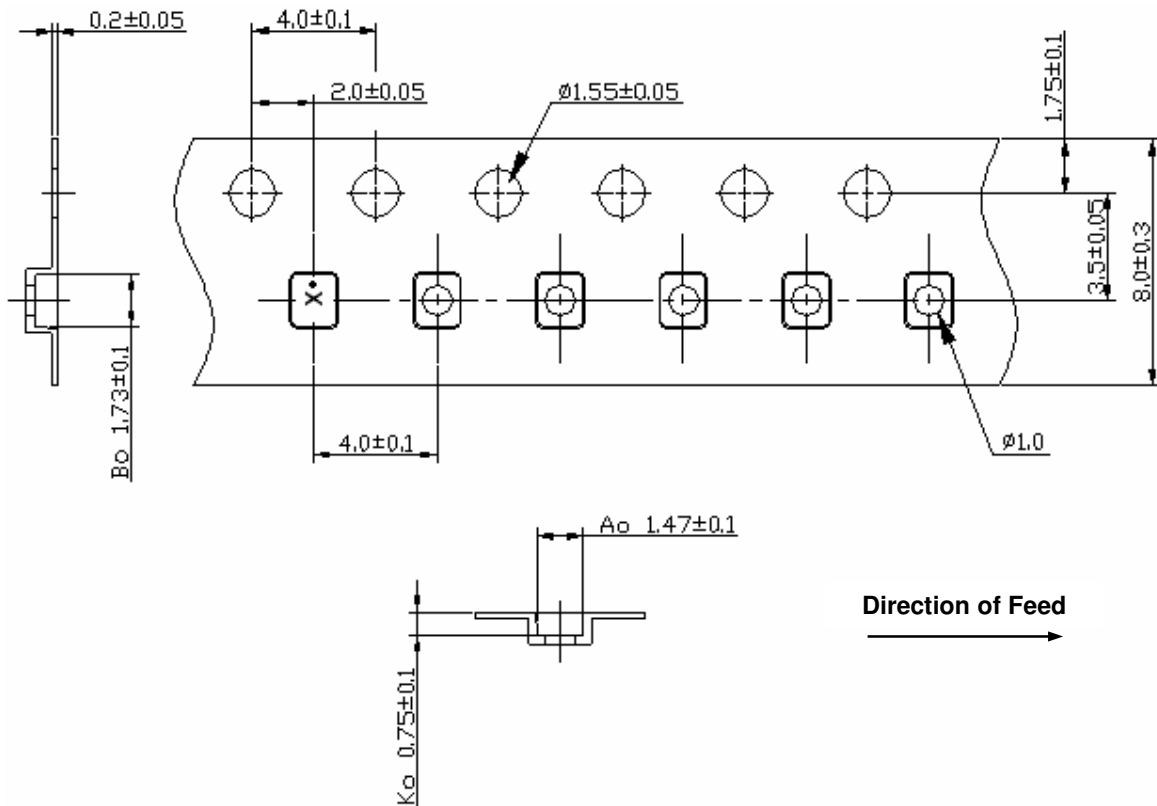 0.2±0.05
4.0±0.1
2.0±0.05
ø1.55±0.05
1.75±0.1
3.5±0.05
8.0±0.3
X
Bo 1.73±0.1
4.0±0.1
ø1.0
Ao 1.47±0.1
Ko 0.75±0.1
Direction of Feed